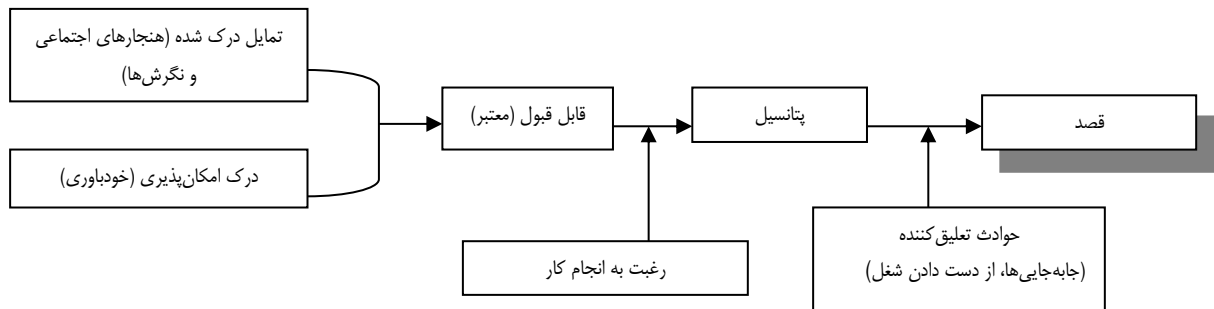 تمایل درک شده (هنجارهای اجتماعی
و نگرش‌ها)
درک امکان‌پذیری (خودباوری)
قابل قبول (معتبر)
پتانسیل
قصد
رغبت به انجام کار
حوادث تعلیق‌کننده
(جابه‌جایی‌ها، از دست دادن شغل)